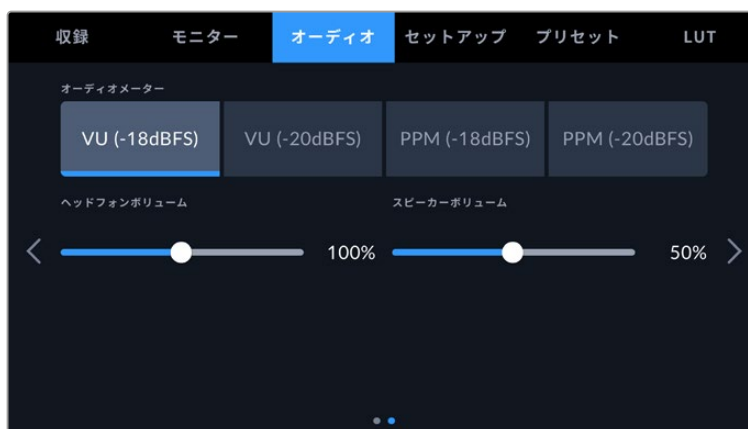 収録 モニター オーディオ セットアップ プリセット LUT
オーディオメーター
VU (-18dBFS) VU (-20dBFS) PPM (-18dBFS) PPM (-20dBFS)
ヘッドフォンボリューム スピーカーボリューム
100% 50%